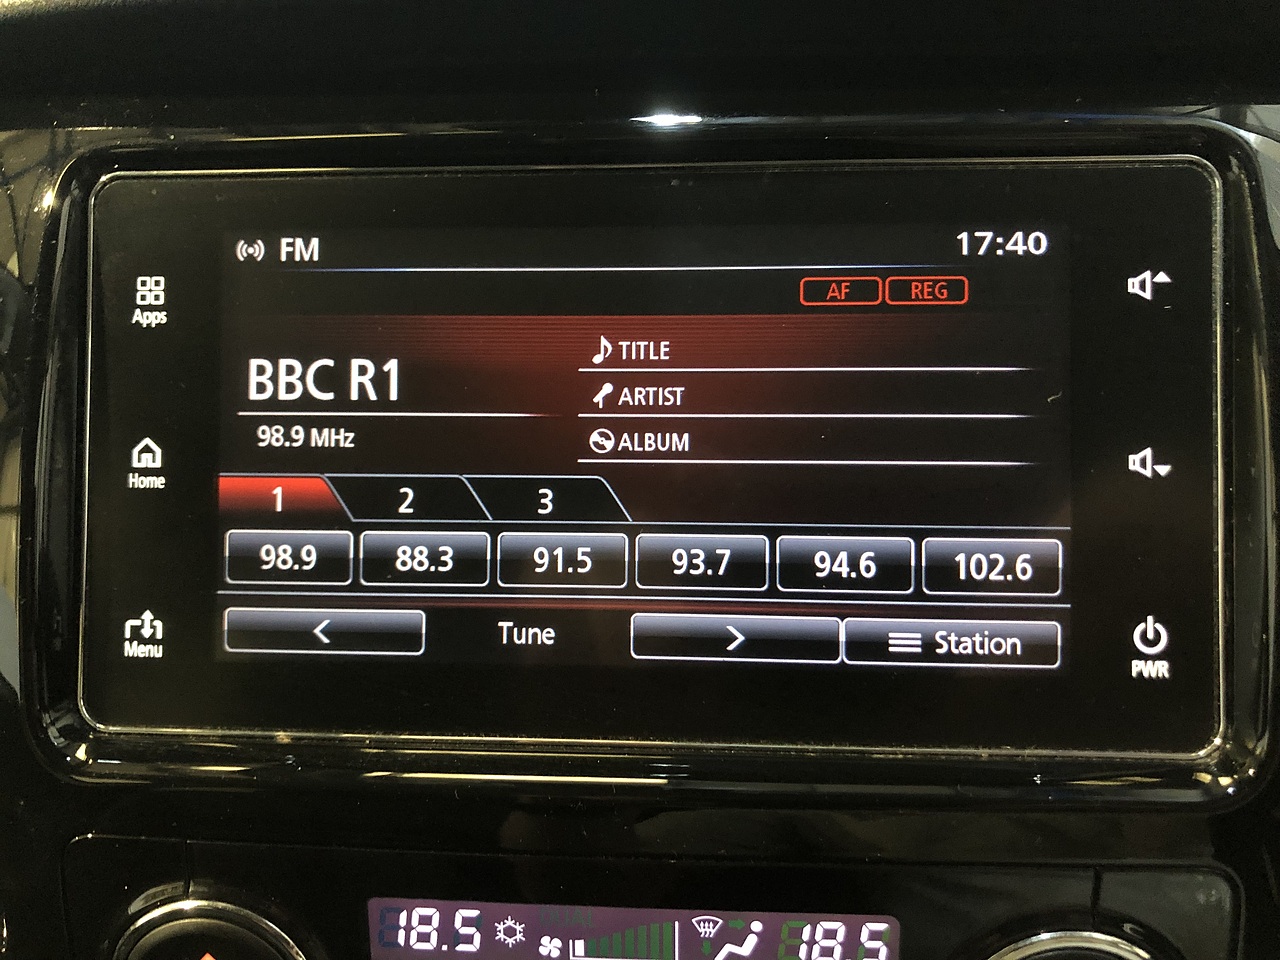 FM
17:40
AF REG
Apps
BBC R1
98.9 MHz
TITLE
ARTIST
ALBUM
Home
1 2 3
98.9 88.3 91.5 93.7 94.6 102.6
< Tune > Station
Menu
PWR
18.5 18.5